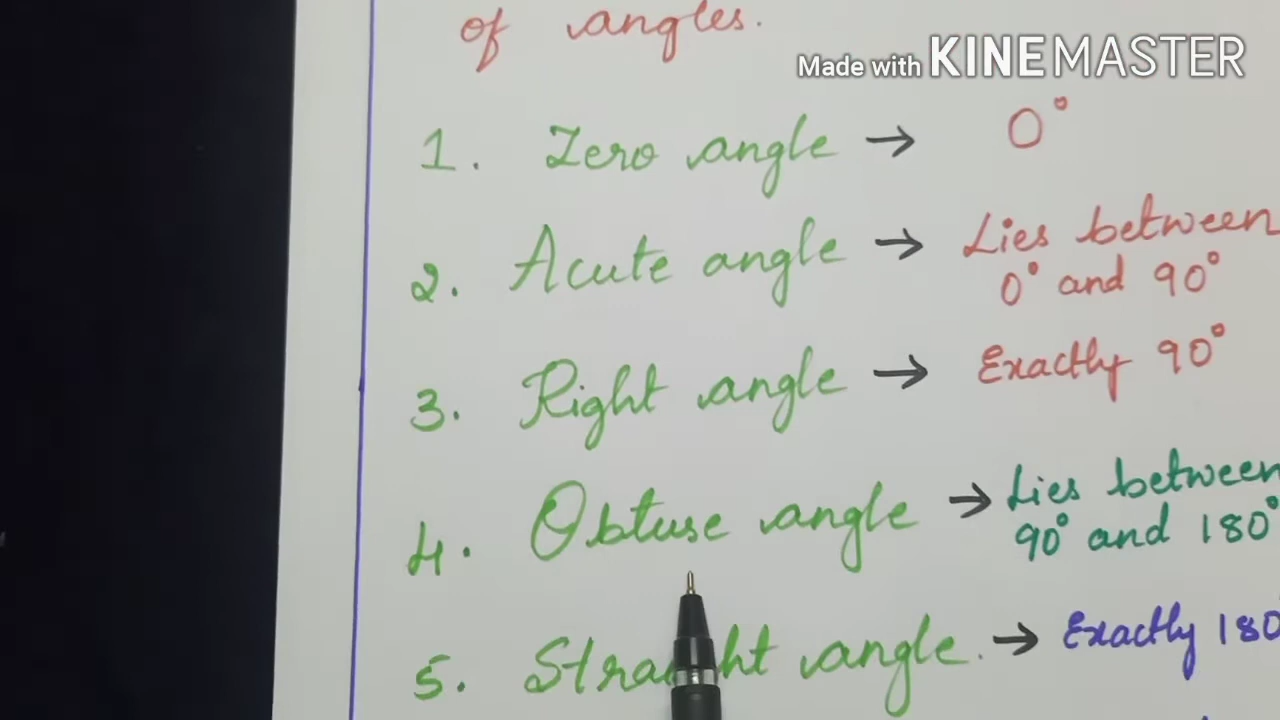 of angles.
Made with KINEMASTER
1. Zero angle → 0°
2. Acute angle → Lies between
0° and 90°
3. Right angle → Exactly 90°
4. Obtuse angle → Lies between
90° and 180°
5. Straight angle. → Exactly 180°